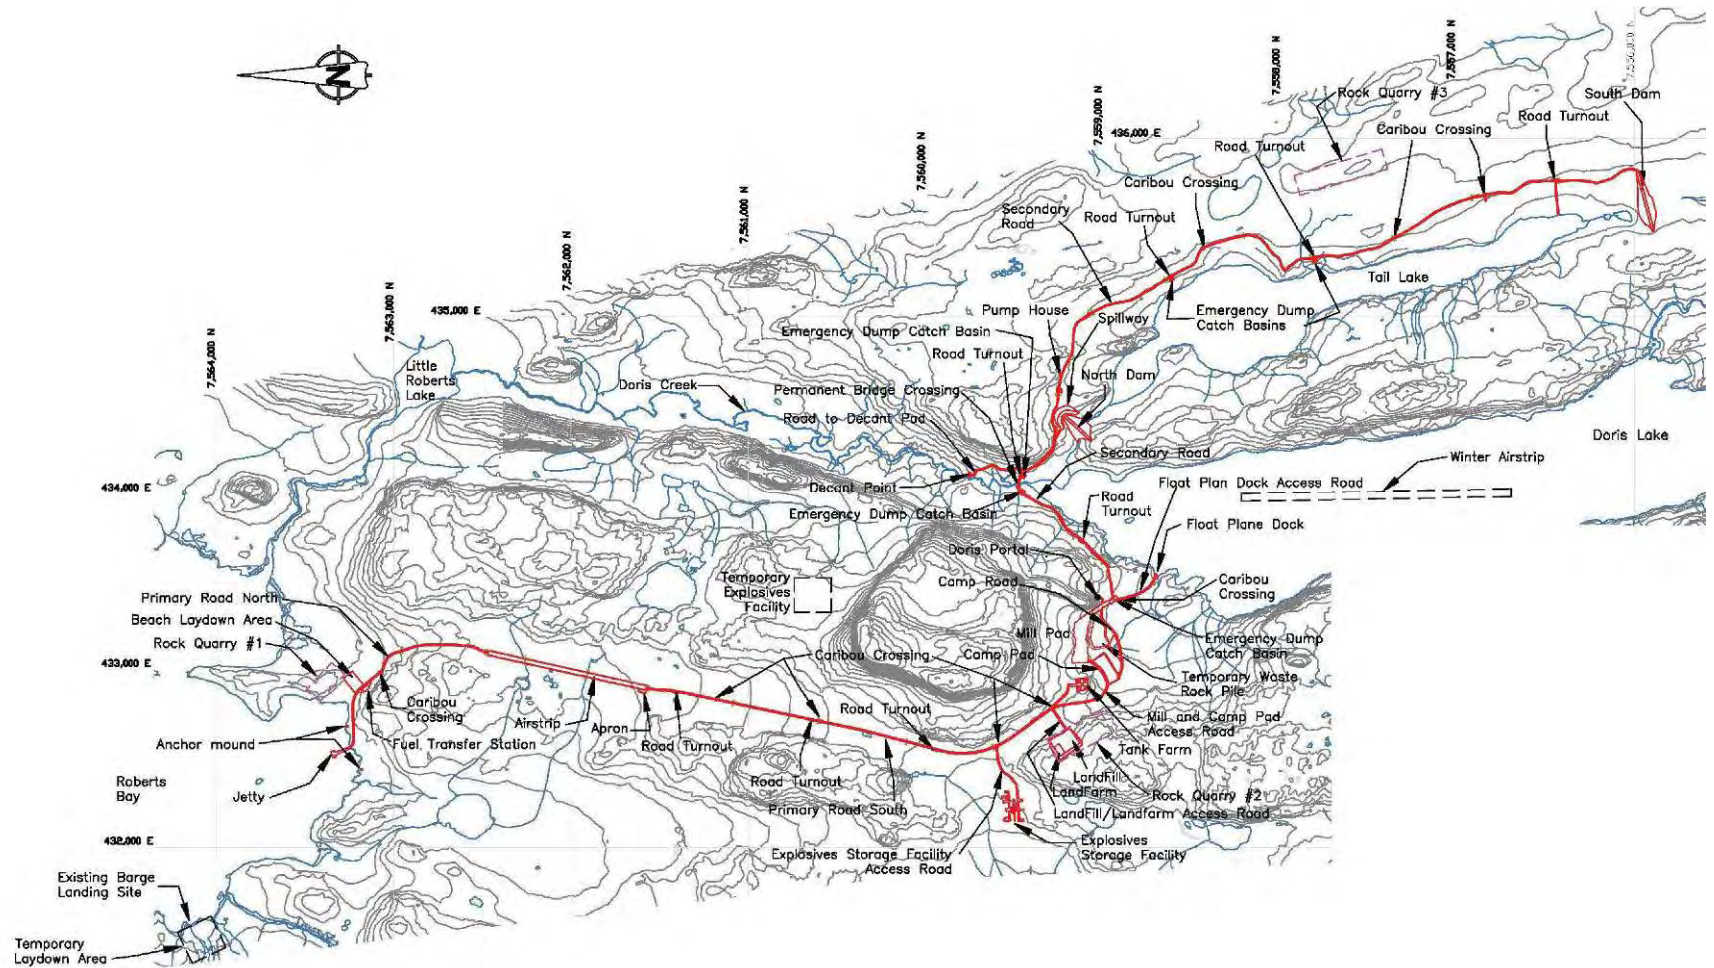 N
7,564,000 N
7,563,000 N
7,562,000 N
7,561,000 N
7,560,000 N
7,559,000 N
7,558,000 N
7,557,000 N
7,556,000 N
436,000 E
435,000 E
434,000 E
433,000 E
432,000 E
Rock Quarry #3
South Dam
Road Turnout
Caribou Crossing
Road Turnout
Caribou Crossing
Secondary
Road
Road Turnout
Tail Lake
Pump House
Spillway
Emergency Dump
Catch Basins
Emergency Dump Catch Basin
Road Turnout
North Dam
Permanent Bridge Crossing
Road to Decant Pad
Doris Creek
Little
Roberts
Lake
Doris Lake
Secondary Road
Winter Airstrip
Decant Point
Float Plan Dock Access Road
Emergency Dump Catch Basin
Road
Turnout
Float Plane Dock
Doris Portal
Temporary
Explosives
Facility
Camp Road
Caribou
Crossing
Primary Road North
Beach Laydown Area
Rock Quarry #1
Mill Pad
Emergency Dump
Catch Basin
Caribou Crossing
Camp Pad
Temporary Waste
Rock Pile
Caribou
Crossing
Airstrip
Apron
Road Turnout
Road Turnout
Mill and Camp Pad
Access Road
Anchor mound
Fuel Transfer Station
Tank Farm
Roberts
Bay
Jetty
Road Turnout
LandFill
LandFarm
Rock Quarry #2
Primary Road South
LandFill/Landfarm Access Road
Explosives Storage Facility
Access Road
Explosives
Storage Facility
Existing Barge
Landing Site
Temporary
Laydown Area